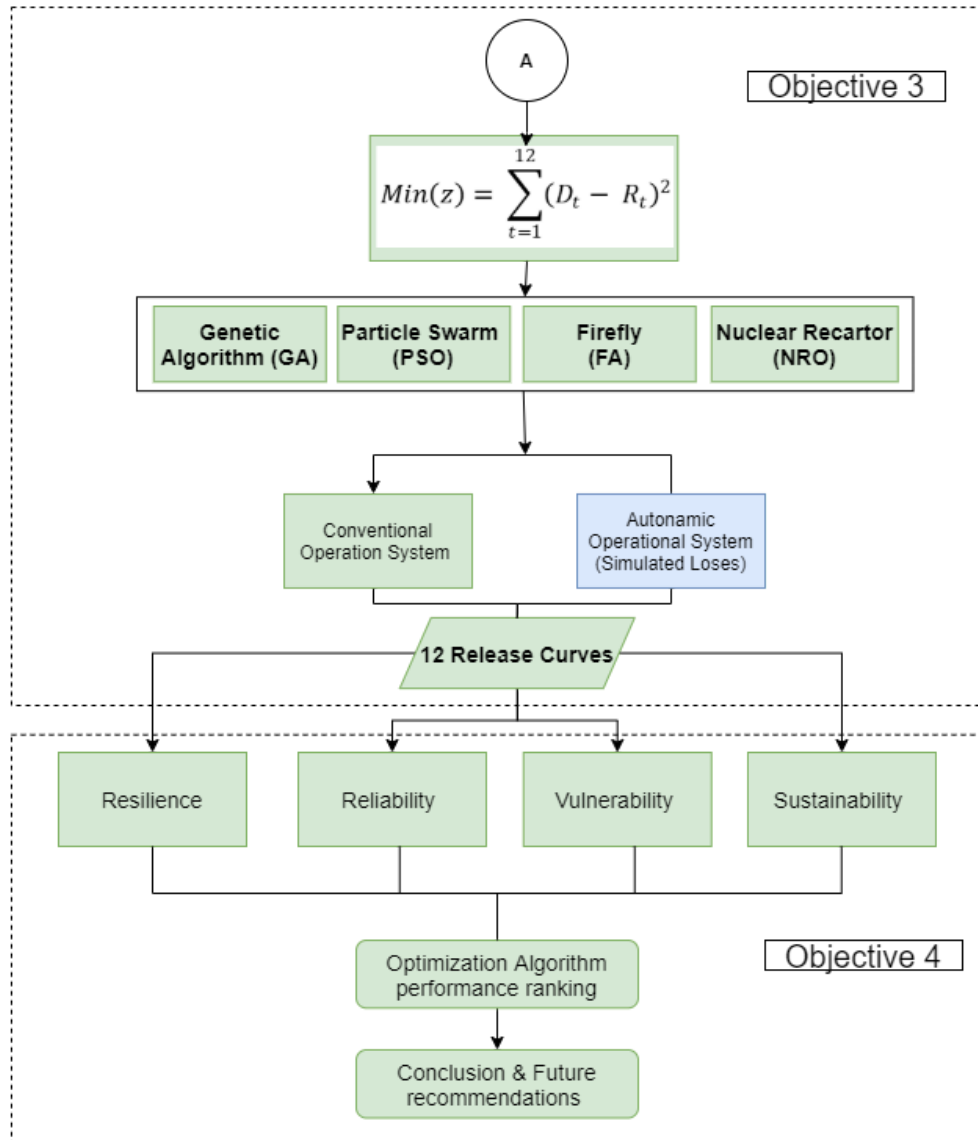 A
Objective 3
Min(z) = \sum_{t=1}^{12} (D_t - R_t)^2
Genetic
Algorithm (GA)
Particle Swarm
(PSO)
Firefly
(FA)
Nuclear Recartor
(NRO)
Conventional
Operation System
Autonamic
Operational System
(Simulated Loses)
12 Release Curves
Resilience
Reliability
Vulnerability
Sustainability
Optimization Algorithm
performance ranking
Objective 4
Conclusion & Future
recommendations